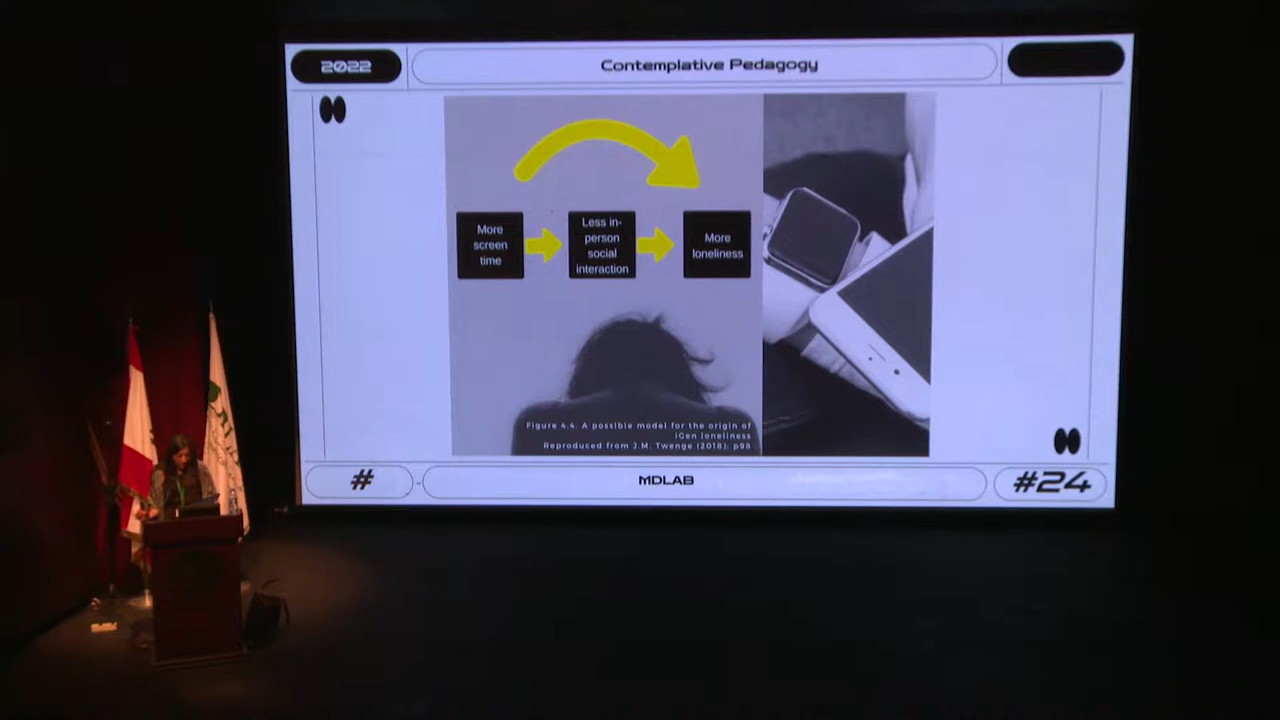 2022
Contemplative Pedagogy
More
screen
time
Less in-
person
social
interaction
More
loneliness
Figure 4.4. A possible model for the origin of
iGen loneliness
Reproduced from J.M. Twenge (2018): p98
#
MDLAB
#24